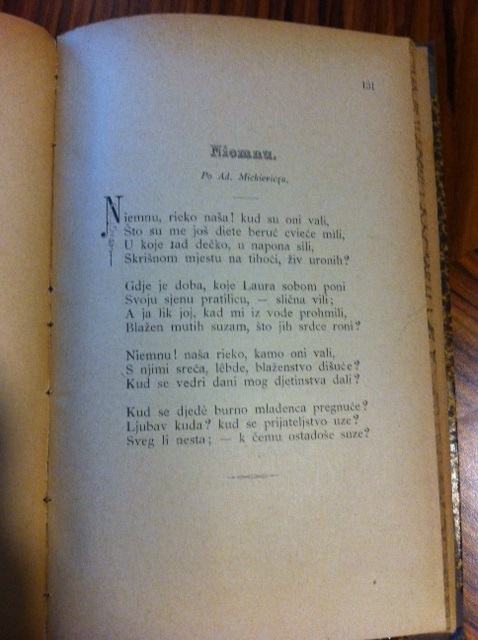 131
Niemnu.
Po Ad. Mickieviczu.
Niemnu, rieko naša! kud su oni vali,
Što su me još diete beruć cvieće mili,
U koje zad dečko, u napona sili,
Skrišnom mjestu na tihoći, živ uronih?
Gdje je doba, koje Laura sobom poni
Svoju sjenu pratilicu, — slična vili;
A ja lik joj, kad mi iz vode prohmili,
Blažen mutih suzam, što jih srdce roni?
Niemnu! naša rieko, kamo oni vali,
S njimi sreća, lěbde, blaženstvo dišuće?
Kud se vedri dani mog djetinstva dali?
Kud se djedě burno mladenca pregnuće?
Ljubav kuda? kud se prijateljstvo uze?
Sveg li nesta; — k čemu ostadoše suze?